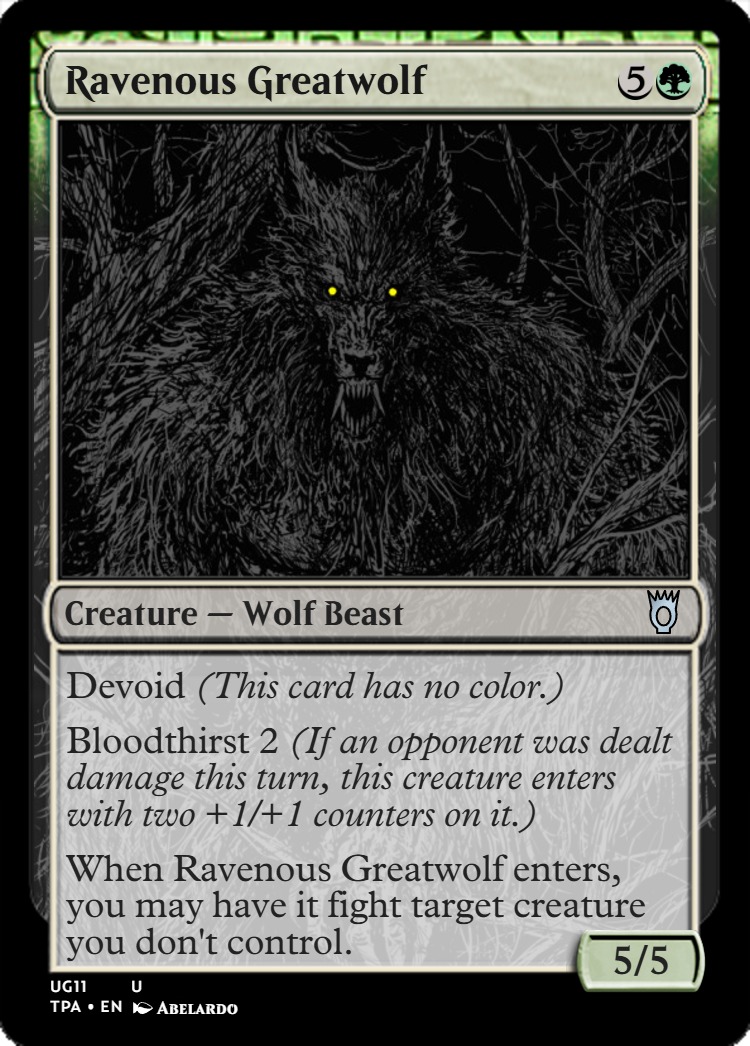 Ravenous Greatwolf 5
Creature — Wolf Beast
Devoid (This card has no color.)
Bloodthirst 2 (If an opponent was dealt
damage this turn, this creature enters
with two +1/+1 counters on it.)
When Ravenous Greatwolf enters,
you may have it fight target creature
you don't control.
5/5
UG11 U
TPA • EN Abelardo